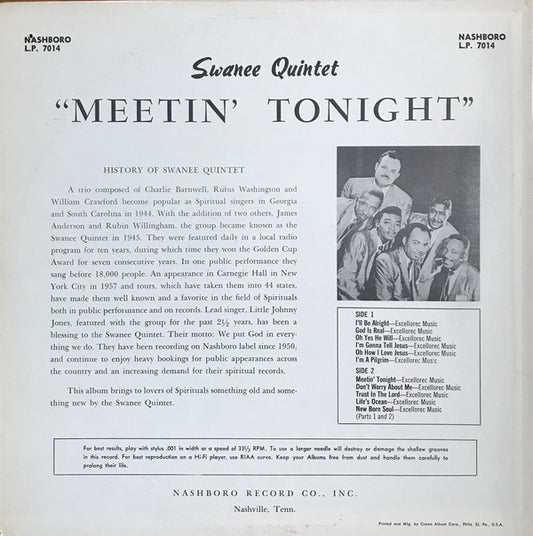 NASHBORO
L.P. 7014
NASHBORO
L.P. 7014
Swanee Quintet
"MEETIN' TONIGHT"
HISTORY OF SWANEE QUINTET
A trio composed of Charlie Barnwell, Rufus Washington and
William Crawford become popular as Spiritual singers in Georgia
and South Carolina in 1944. With the addition of two others, James
Anderson and Rubin Willingham, the group became known as the
Swanee Quintet in 1945. They were featured daily in a local radio
program for ten years, during which time they won the Golden Cup
Award for seven consecutive years. In one public performance they
sang before 18,000 people. An appearance in Carnegie Hall in New
York City in 1957 and tours, which have taken them into 44 states,
have made them well known and a favorite in the field of Spirituals
both in public performance and on records. Lead singer, Little Johnny
Jones, featured with the group for the past 2½ years, has been a
blessing to the Swanee Quintet. Their motto: We put God in every-
thing we do. They have been recording on Nashboro label since 1950,
and continue to enjoy heavy bookings for public appearances across
the country and an increasing demand for their spiritual records.
This album brings to lovers of Spirituals something old and some-
thing new by the Swanee Quintet.
SIDE 1
I'll Be Alright—Excellorec Music
God Is Real—Excellorec Music
Oh Yes He Will—Excellorec Music
I'm Gonna Tell Jesus—Excellorec Music
Oh How I Love Jesus—Excellorec Music
I'm A Pilgrim—Excellorec Music
SIDE 2
Meetin' Tonight—Excellorec Music
Don't Worry About Me—Excellorec Music
Trust In The Lord—Excellorec Music
Life's Ocean—Excellorec Music
New Born Soul—Excellorec Music
(Parts 1 and 2)
For best results, play with stylus .001 in width at a speed of 33⅓ RPM. To use a larger needle will destroy or damage the shallow grooves
in this record. For best reproduction on a Hi-Fi player, use RIAA curve. Keep your Albums free from dust and handle them carefully to
prolong their life.
NASHBORO RECORD CO., INC.
Nashville, Tenn.
Printed and Mfg. by Crown Album Corp., Phila. 32, Pa., U.S.A.